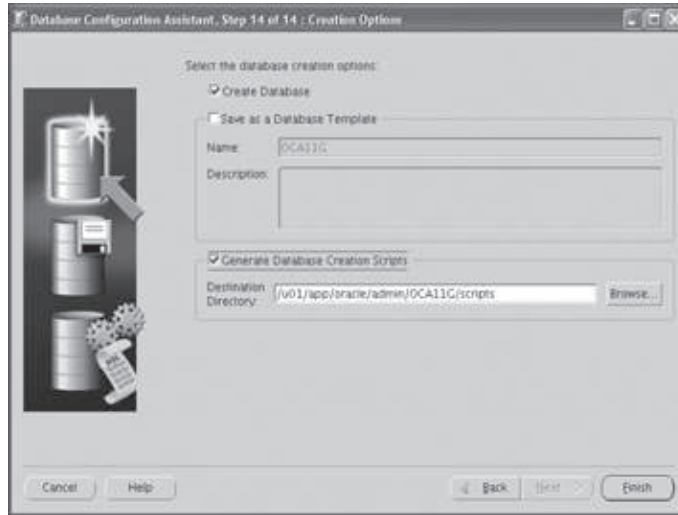 Database Configuration Assistant, Step 14 of 14 : Creation Options
Select the database creation options:
Create Database
Save as a Database Template
Name:
OCA11G
Description:
Generate Database Creation Scripts
Destination Directory:
/u01/app/oracle/admin/OCA11G/scripts
Browse...
Cancel
Help
Back
Next
Finish